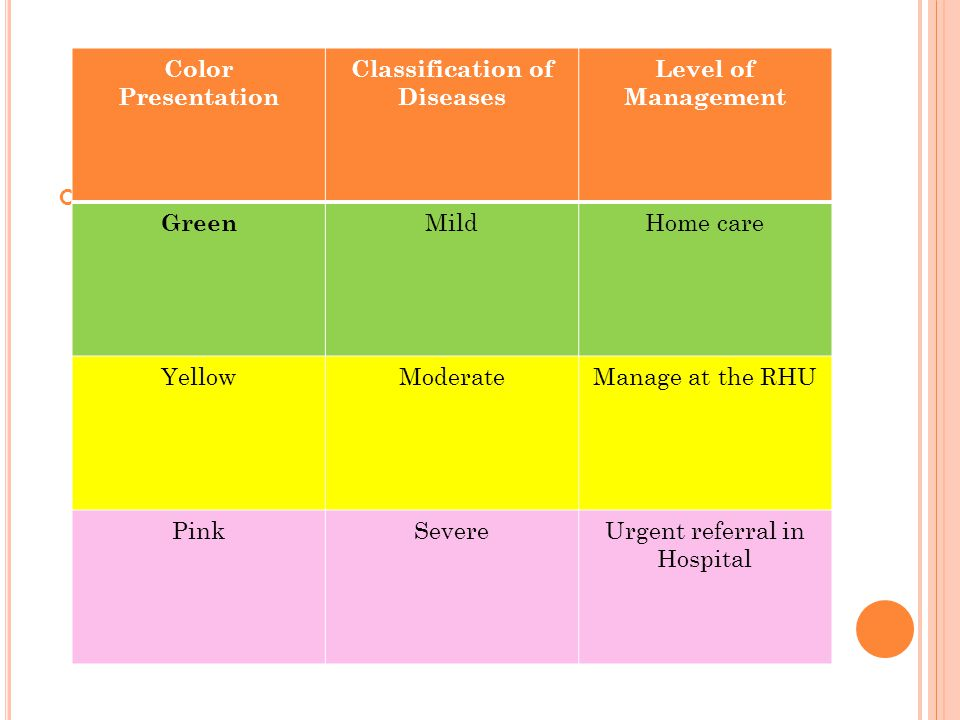 Color
Presentation
Classification of
Diseases
Level of
Management
Green
Mild
Home care
Yellow
Moderate
Manage at the RHU
Pink
Severe
Urgent referral in
Hospital